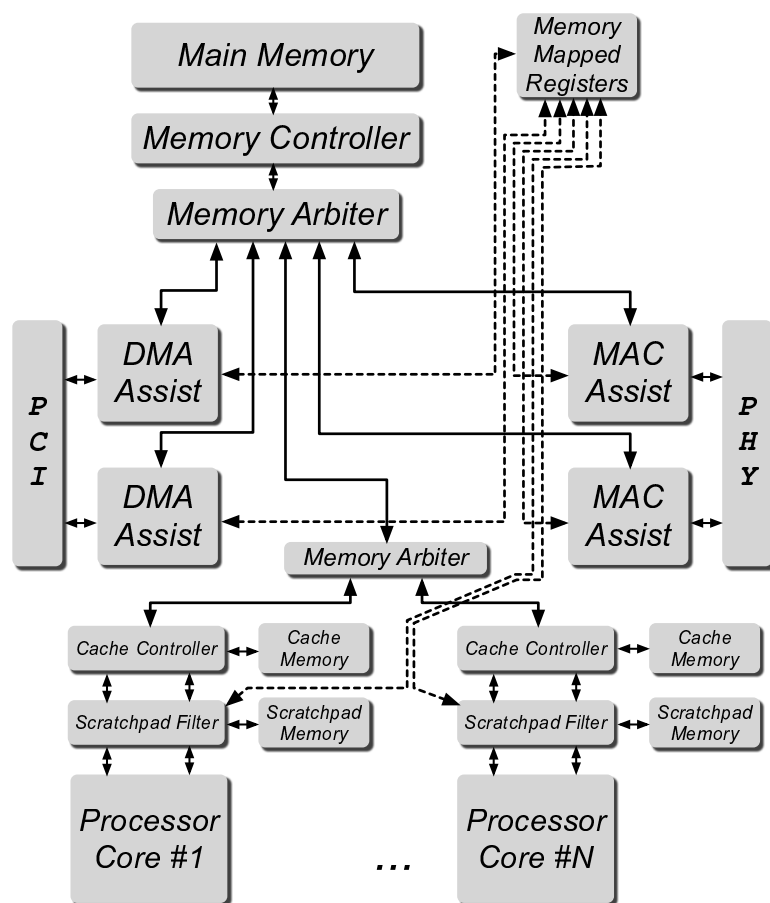 Main Memory
Memory
Mapped
Registers
Memory Controller
Memory Arbiter
DMA
Assist
MAC
Assist
P
C
I
P
H
Y
DMA
Assist
MAC
Assist
Memory Arbiter
Cache Controller
Cache
Memory
Cache Controller
Cache
Memory
Scratchpad Filter
Scratchpad
Memory
Scratchpad Filter
Scratchpad
Memory
Processor
Core #1
...
Processor
Core #N